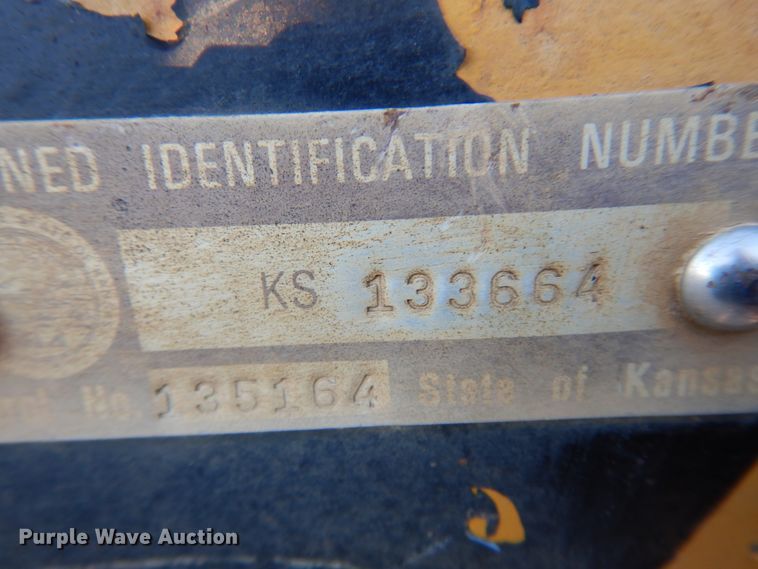 NED IDENTIFICATION NUMBE
KS 133664
No. 135164 State of Kansas
Purple Wave Auction